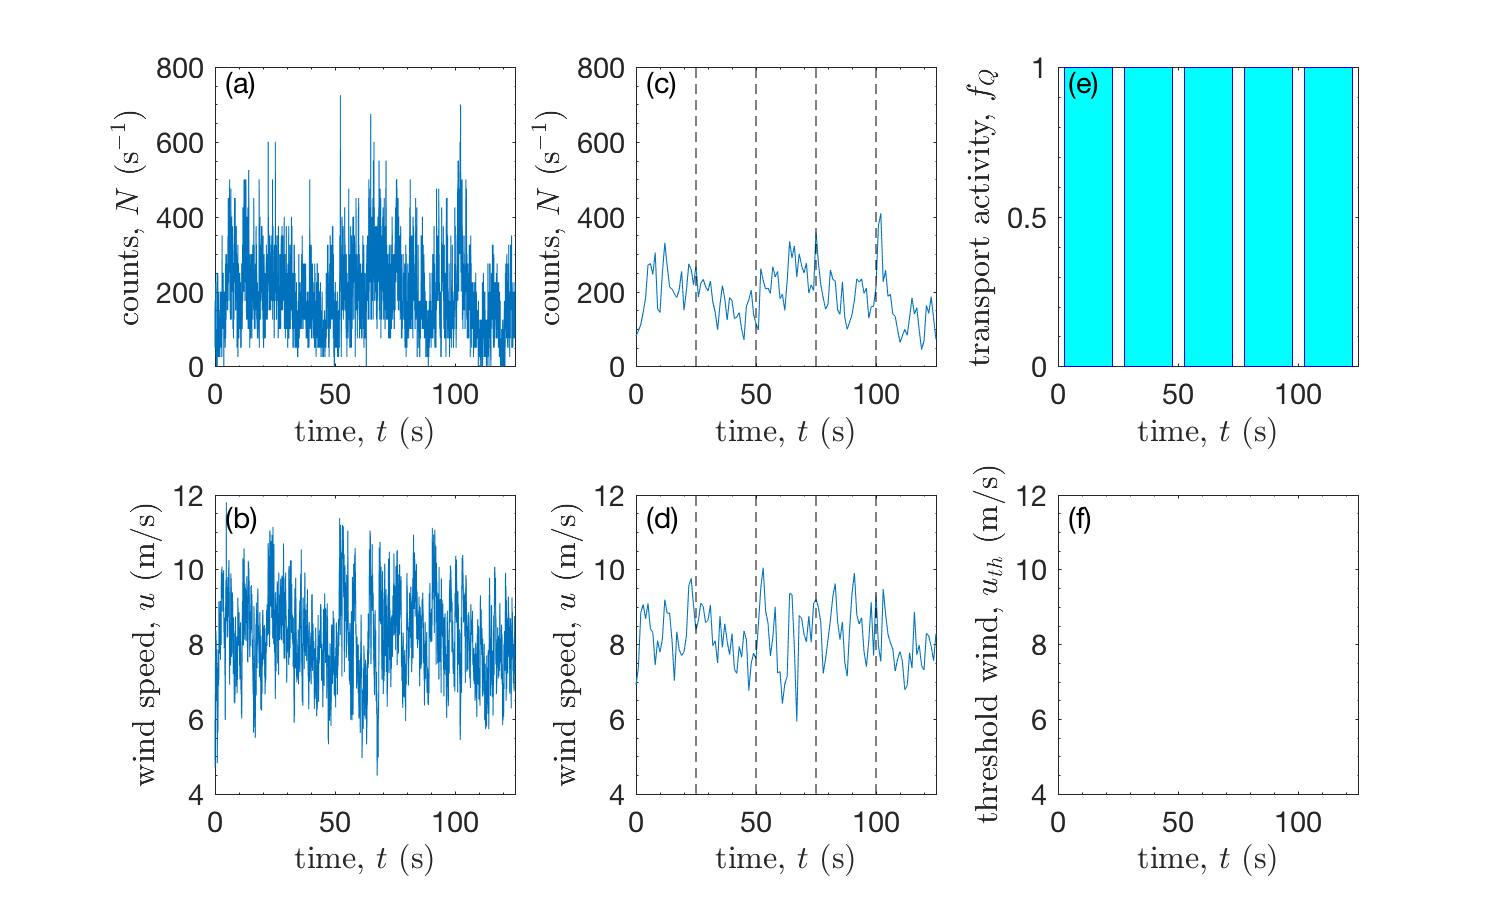 (a)
800
600
400
200
0
counts, N (s⁻¹)
0 50 100
time, t (s)
(c)
800
600
400
200
0
counts, N (s⁻¹)
0 50 100
time, t (s)
(e)
1
0.5
0
transport activity, f_Q
0 50 100
time, t (s)
(b)
12
10
8
6
4
wind speed, u (m/s)
0 50 100
time, t (s)
(d)
12
10
8
6
4
wind speed, u (m/s)
0 50 100
time, t (s)
(f)
12
10
8
6
4
threshold wind, u_th (m/s)
0 50 100
time, t (s)